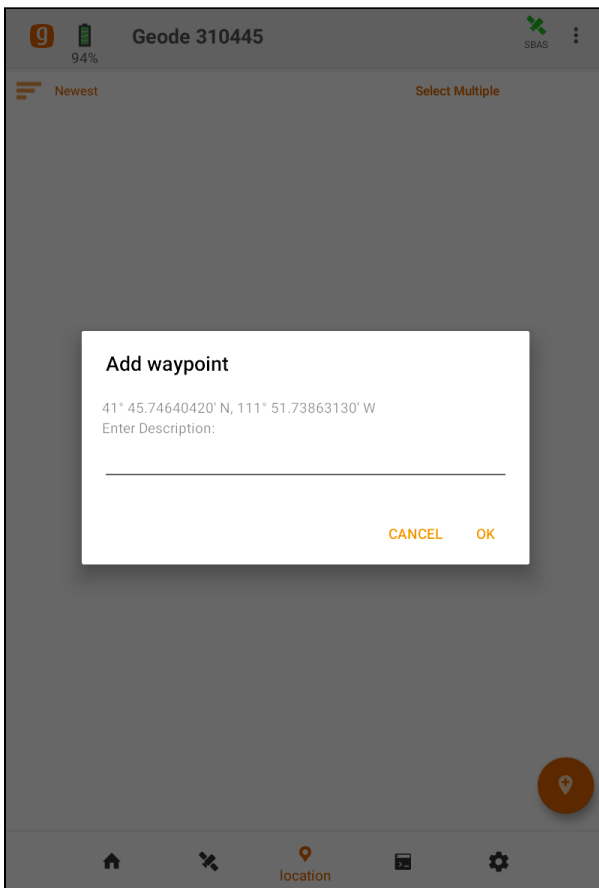 g
94%
Geode 310445
SBAS
Newest
Select Multiple
Add waypoint
41° 45.74640420' N, 111° 51.73863130' W
Enter Description:
CANCEL
OK
location